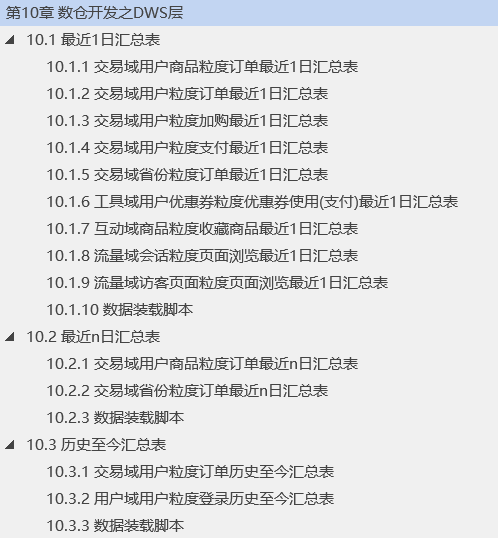 第10章 数仓开发之DWS层
10.1 最近1日汇总表
10.1.1 交易域用户商品粒度订单最近1日汇总表
10.1.2 交易域用户粒度订单最近1日汇总表
10.1.3 交易域用户粒度加购最近1日汇总表
10.1.4 交易域用户粒度支付最近1日汇总表
10.1.5 交易域省份粒度订单最近1日汇总表
10.1.6 工具域用户优惠券粒度优惠券使用(支付)最近1日汇总表
10.1.7 互动域商品粒度收藏商品最近1日汇总表
10.1.8 流量域会话粒度页面浏览最近1日汇总表
10.1.9 流量域访客页面粒度页面浏览最近1日汇总表
10.1.10 数据装载脚本
10.2 最近n日汇总表
10.2.1 交易域用户商品粒度订单最近n日汇总表
10.2.2 交易域省份粒度订单最近n日汇总表
10.2.3 数据装载脚本
10.3 历史至今汇总表
10.3.1 交易域用户粒度订单历史至今汇总表
10.3.2 用户域用户粒度登录历史至今汇总表
10.3.3 数据装载脚本